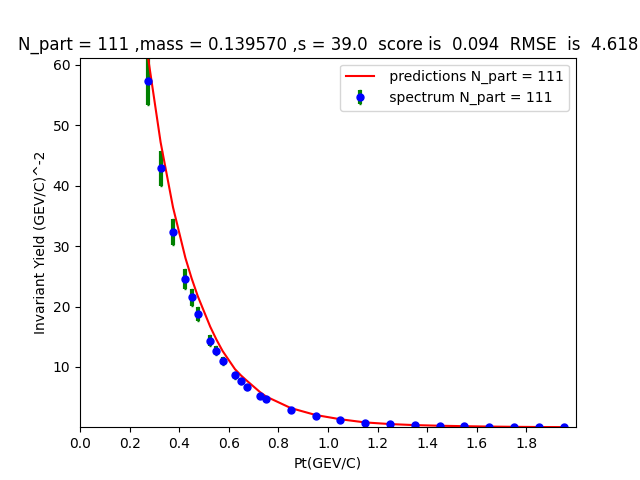 N_part = 111 ,mass = 0.139570 ,s = 39.0  score is  0.094  RMSE  is  4.618
predictions N_part = 111
spectrum N_part = 111
Invariant Yield (GEV/C)^-2
60
50
40
30
20
10
0.0 0.2 0.4 0.6 0.8 1.0 1.2 1.4 1.6 1.8
Pt(GEV/C)